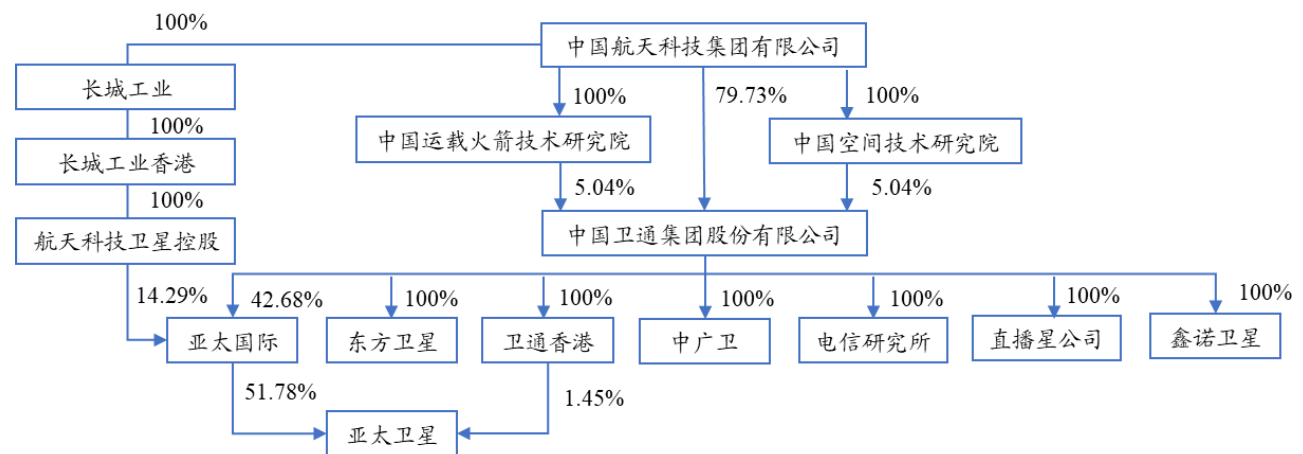 100%
中国航天科技集团有限公司
长城工业
100%
79.73%
100%
100%
中国运载火箭技术研究院
中国空间技术研究院
长城工业香港
100%
5.04%
5.04%
航天科技卫星控股
中国卫通集团股份有限公司
14.29%
42.68%
100%
100%
100%
100%
100%
100%
亚太国际
东方卫星
卫通香港
中广卫
电信研究所
直播星公司
鑫诺卫星
51.78%
1.45%
亚太卫星